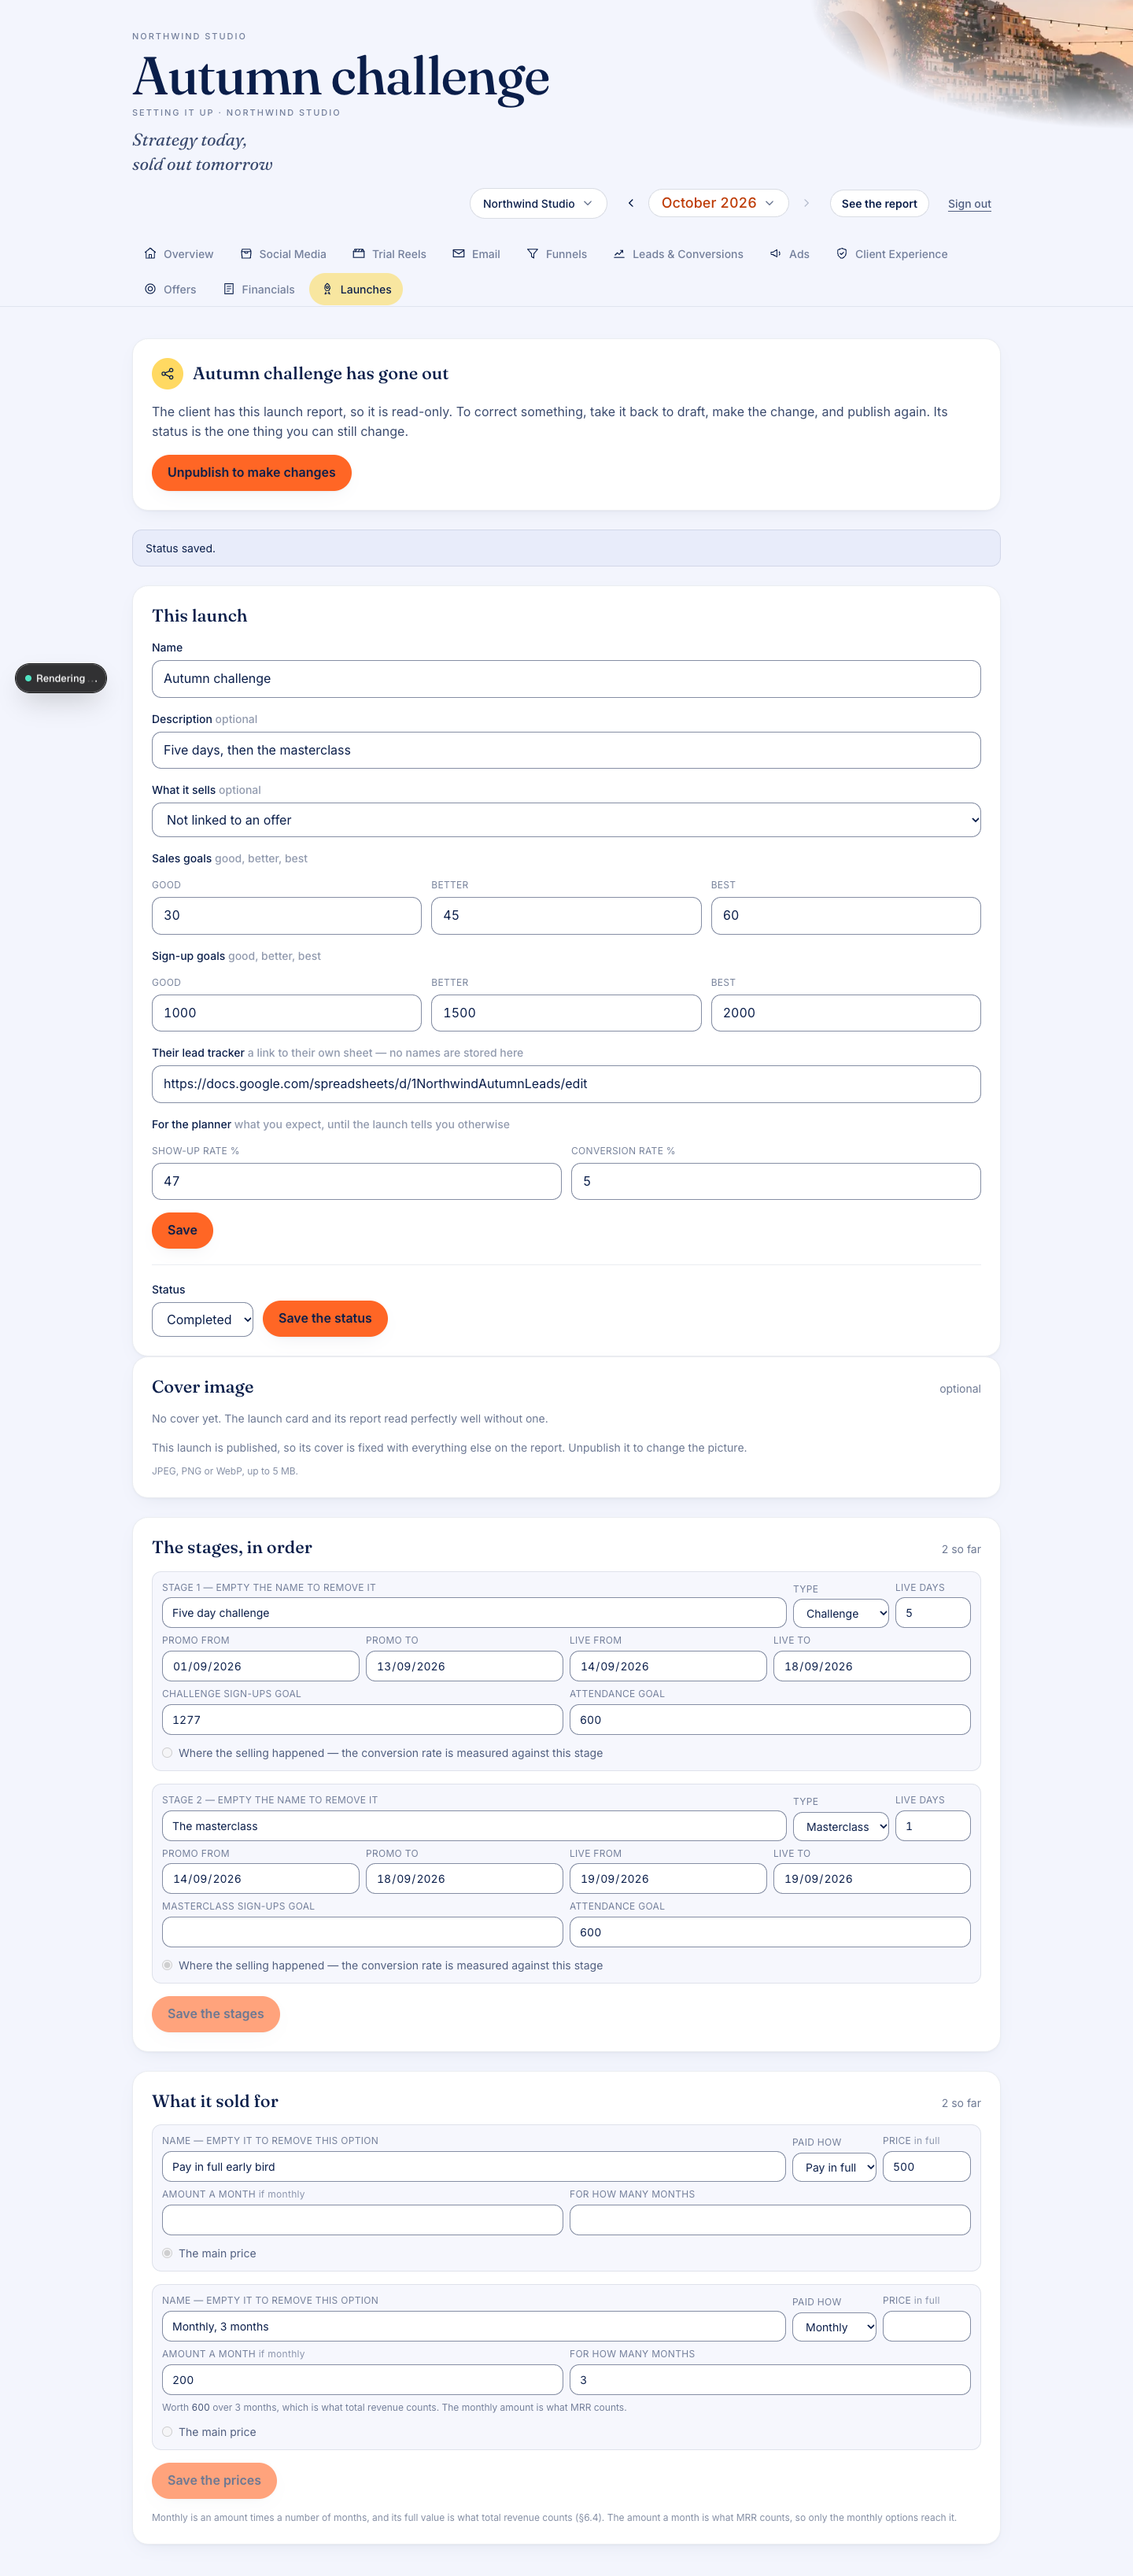 NORTHWIND STUDIO
Autumn challenge
SETTING IT UP · NORTHWIND STUDIO
Strategy today,
sold out tomorrow
Northwind Studio
October 2026
See the report
Sign out
Overview
Social Media
Trial Reels
Email
Funnels
Leads & Conversions
Ads
Client Experience
Offers
Financials
Launches
Autumn challenge has gone out
The client has this launch report, so it is read-only. To correct something, take it back to draft, make the change, and publish again. Its
status is the one thing you can still change.
Unpublish to make changes
Status saved.
This launch
Name
Rendering ...
Autumn challenge
Description optional
Five days, then the masterclass
What it sells optional
Not linked to an offer
Sales goals good, better, best
GOOD BETTER BEST
30 45 60
Sign-up goals good, better, best
GOOD BETTER BEST
1000 1500 2000
Their lead tracker a link to their own sheet — no names are stored here
https://docs.google.com/spreadsheets/d/1NorthwindAutumnLeads/edit
For the planner what you expect, until the launch tells you otherwise
SHOW-UP RATE % CONVERSION RATE %
47 5
Save
Status
Completed
Save the status
Cover image
optional
No cover yet. The launch card and its report read perfectly well without one.
This launch is published, so its cover is fixed with everything else on the report. Unpublish it to change the picture.
JPEG, PNG or WebP, up to 5 MB.
The stages, in order
2 so far
STAGE 1 — EMPTY THE NAME TO REMOVE IT TYPE LIVE DAYS
Five day challenge Challenge 5
PROMO FROM PROMO TO LIVE FROM LIVE TO
01/09/2026 13/09/2026 14/09/2026 18/09/2026
CHALLENGE SIGN-UPS GOAL ATTENDANCE GOAL
1277 600
Where the selling happened — the conversion rate is measured against this stage
STAGE 2 — EMPTY THE NAME TO REMOVE IT TYPE LIVE DAYS
The masterclass Masterclass 1
PROMO FROM PROMO TO LIVE FROM LIVE TO
14/09/2026 18/09/2026 19/09/2026 19/09/2026
MASTERCLASS SIGN-UPS GOAL ATTENDANCE GOAL
600
Where the selling happened — the conversion rate is measured against this stage
Save the stages
What it sold for
2 so far
NAME — EMPTY IT TO REMOVE THIS OPTION PAID HOW PRICE in full
Pay in full early bird Pay in full 500
AMOUNT A MONTH if monthly FOR HOW MANY MONTHS
The main price
NAME — EMPTY IT TO REMOVE THIS OPTION PAID HOW PRICE in full
Monthly, 3 months Monthly
AMOUNT A MONTH if monthly FOR HOW MANY MONTHS
200 3
Worth 600 over 3 months, which is what total revenue counts. The monthly amount is what MRR counts.
The main price
Save the prices
Monthly is an amount times a number of months, and its full value is what total revenue counts (§6.4). The amount a month is what MRR counts, so only the monthly options reach it.